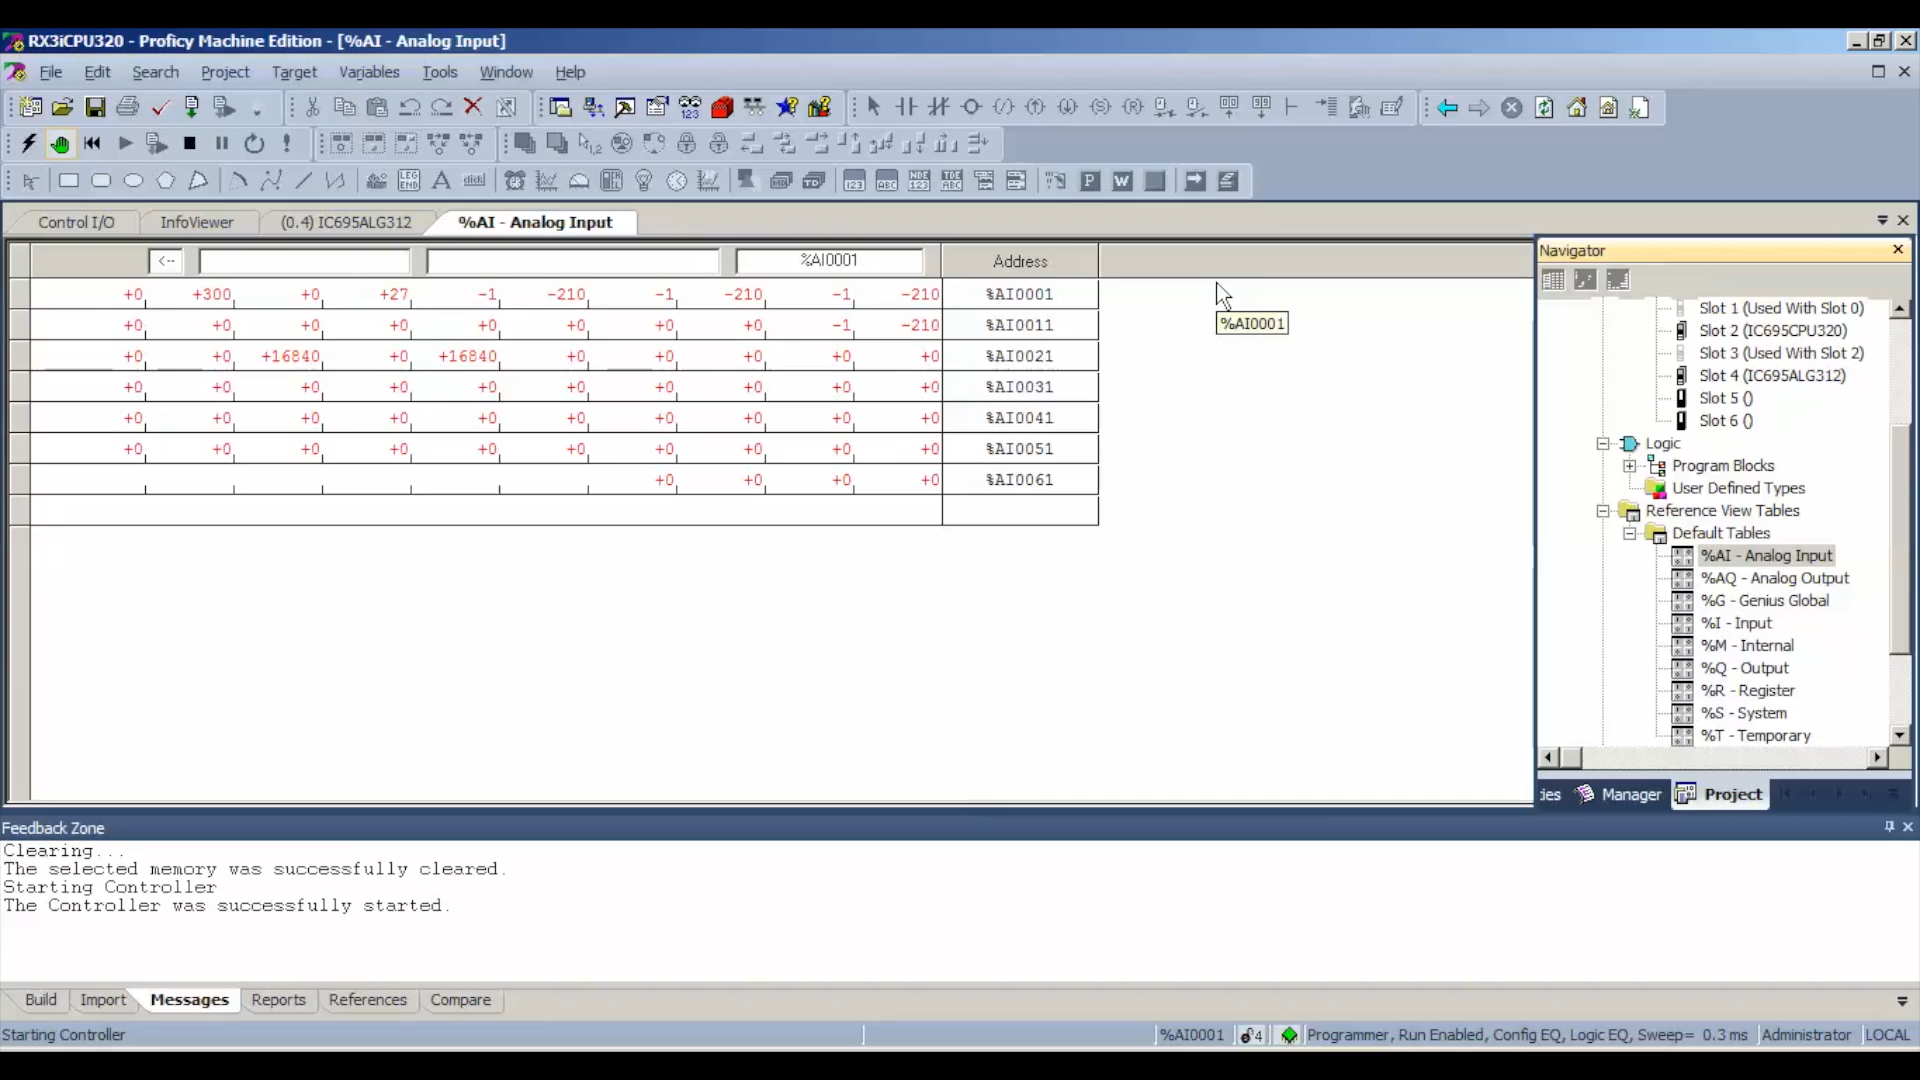 RX3iCPU320 - Proficy Machine Edition - [%AI - Analog Input]
File Edit Search Project Target Variables Tools Window Help
Control I/O InfoViewer (0.4) IC695ALG312 %AI - Analog Input
<-- %AI0001 Address
+0 +300 +0 +27 -1 -210 -1 -210 -1 -210 %AI0001
+0 +0 +0 +0 +0 +0 +0 +0 -1 -210 %AI0011
+0 +0 +16840 +0 +16840 +0 +0 +0 +0 +0 %AI0021
+0 +0 +0 +0 +0 +0 +0 +0 +0 +0 %AI0031
+0 +0 +0 +0 +0 +0 +0 +0 +0 +0 %AI0041
+0 +0 +0 +0 +0 +0 +0 +0 +0 +0 %AI0051
+0 +0 +0 +0 %AI0061
%AI0001
Navigator
Slot 1 (Used With Slot 0)
Slot 2 (IC695CPU320)
Slot 3 (Used With Slot 2)
Slot 4 (IC695ALG312)
Slot 5 ()
Slot 6 ()
Logic
Program Blocks
User Defined Types
Reference View Tables
Default Tables
%AI - Analog Input
%AQ - Analog Output
%G - Genius Global
%I - Input
%M - Internal
%Q - Output
%R - Register
%S - System
%T - Temporary
ies Manager Project
Feedback Zone
Clearing...
The selected memory was successfully cleared.
Starting Controller
The Controller was successfully started.
Build Import Messages Reports References Compare
Starting Controller %AI0001 4 Programmer, Run Enabled, Config EQ, Logic EQ, Sweep= 0.3 ms Administrator LOCAL